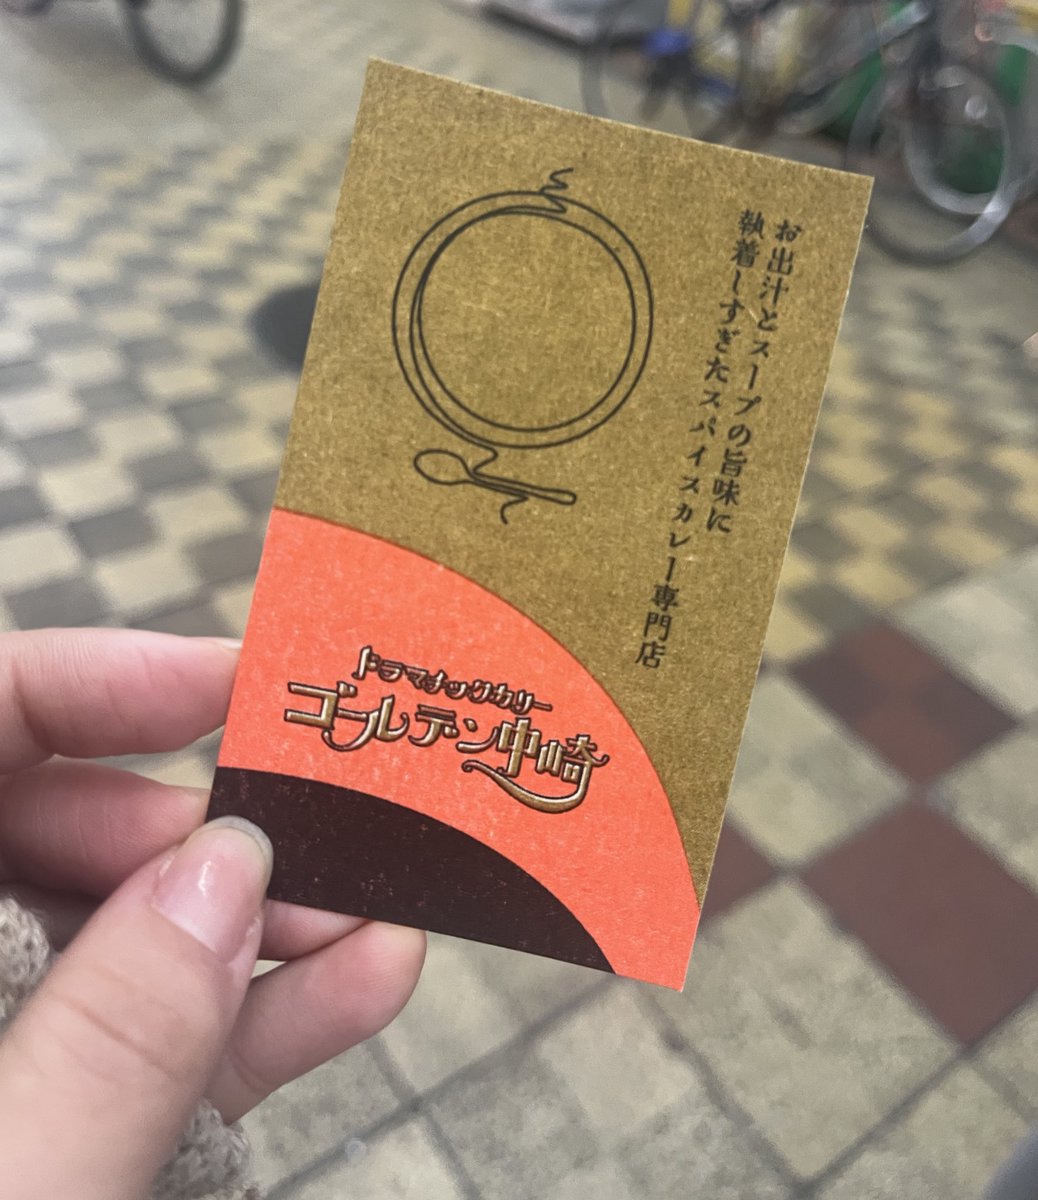 お出汁とスープの旨味に
執着しすぎたスパイスカレー専門店
ドラマチックカリー
ゴールデン中崎